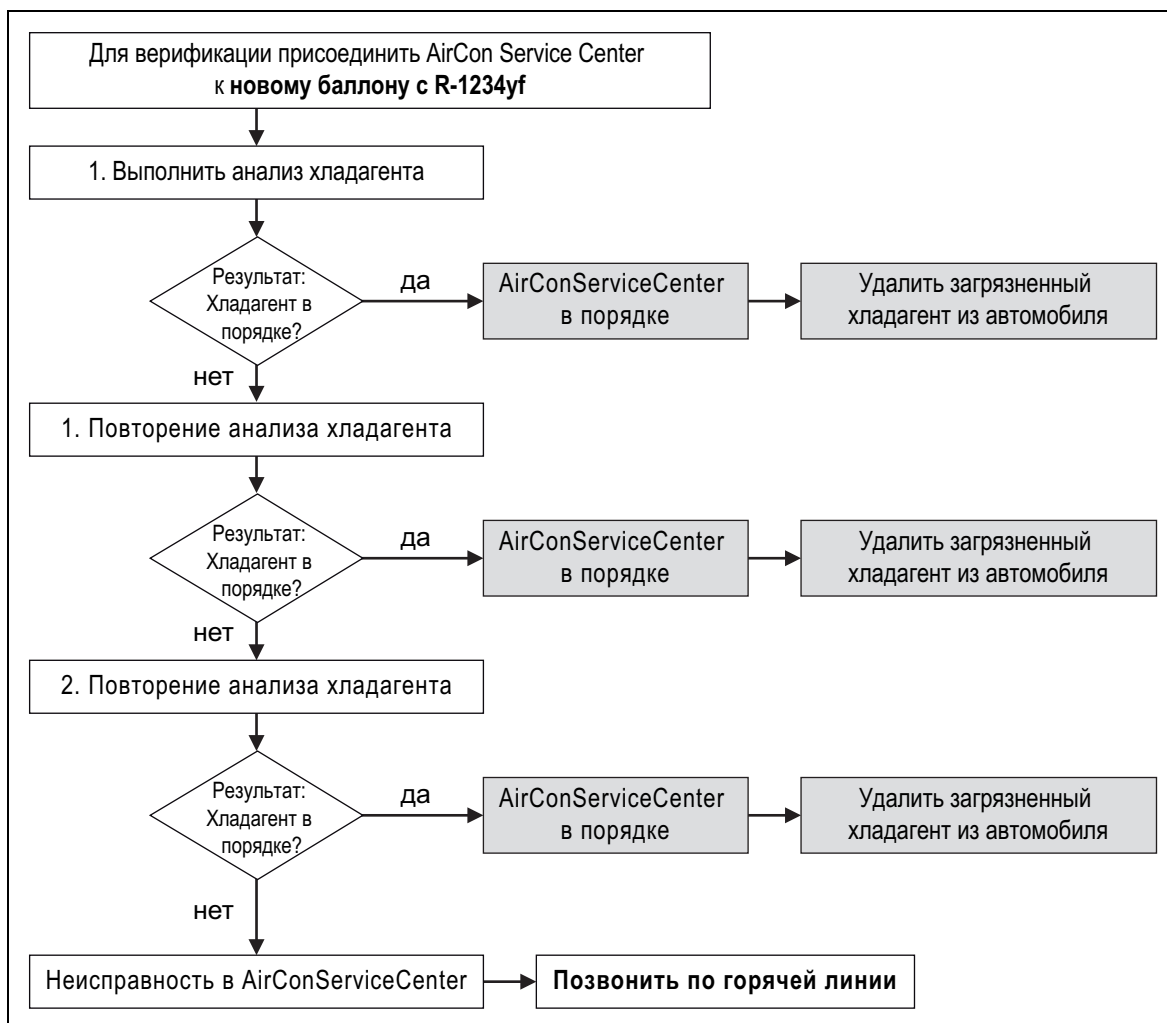 Для верификации присоединить AirCon Service Center
к новому баллону с R-1234yf
1. Выполнить анализ хладагента
Результат:
Хладагент в
порядке?
да
AirConServiceCenter
в порядке
Удалить загрязненный
хладагент из автомобиля
нет
1. Повторение анализа хладагента
Результат:
Хладагент в
порядке?
да
AirConServiceCenter
в порядке
Удалить загрязненный
хладагент из автомобиля
нет
2. Повторение анализа хладагента
Результат:
Хладагент в
порядке?
да
AirConServiceCenter
в порядке
Удалить загрязненный
хладагент из автомобиля
нет
Неисправность в AirConServiceCenter
Позвонить по горячей линии